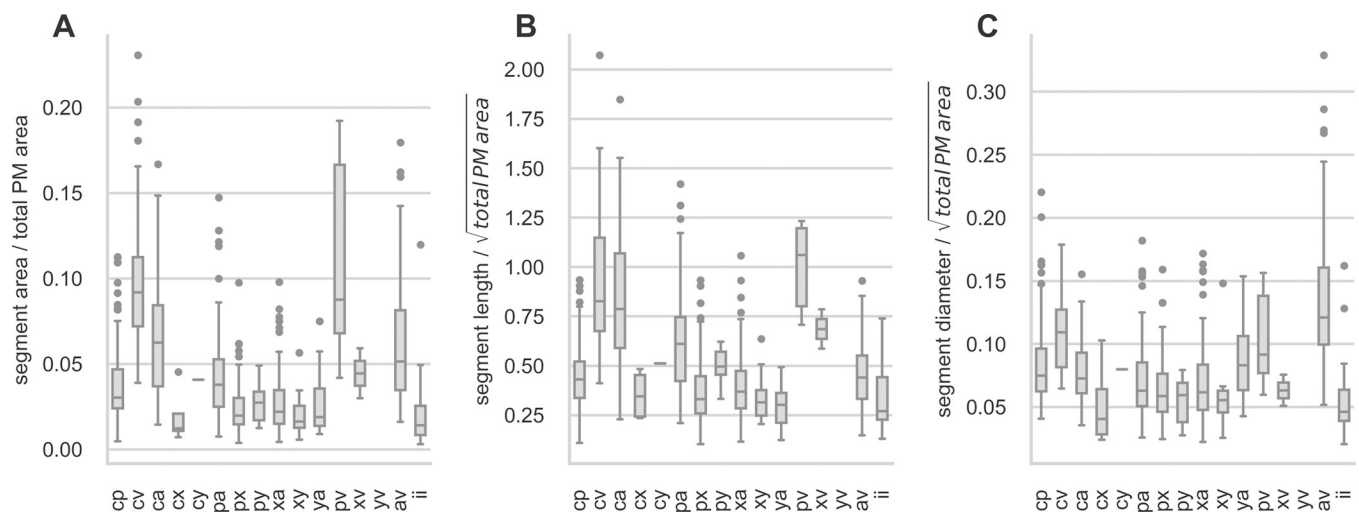 A
segment area / total PM area
0.20
0.15
0.10
0.05
0.00
cp cv ca cx cy pa px py xa xy ya pv xv yv av ii
B
segment length / √total PM area
2.00
1.75
1.50
1.25
1.00
0.75
0.50
0.25
cp cv ca cx cy pa px py xa xy ya pv xv yv av ii
C
segment diameter / √total PM area
0.30
0.25
0.20
0.15
0.10
0.05
cp cv ca cx cy pa px py xa xy ya pv xv yv av ii